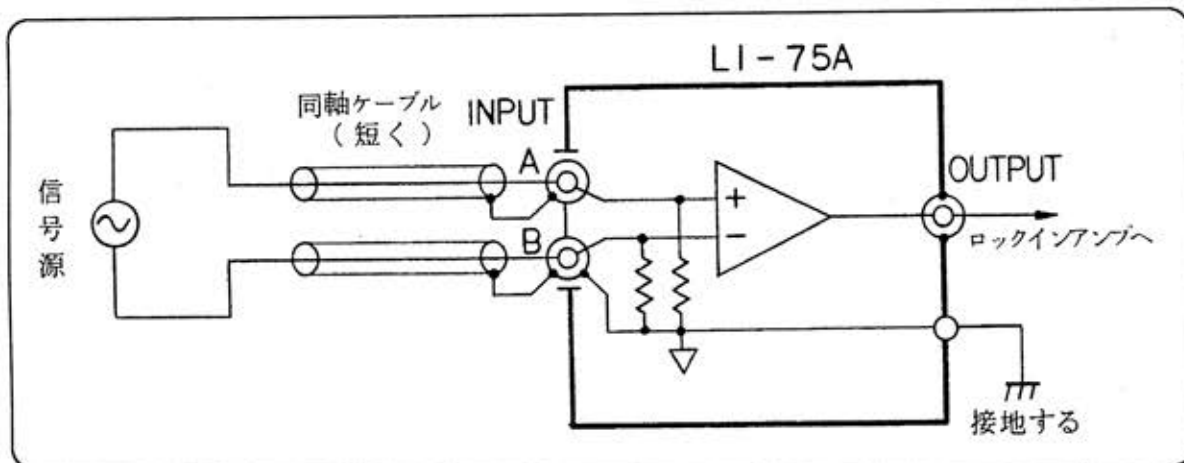 LI-75A
同軸ケーブル
(短く)
INPUT
A
B
信号源
+
−
OUTPUT
ロックインアンプへ
接地する